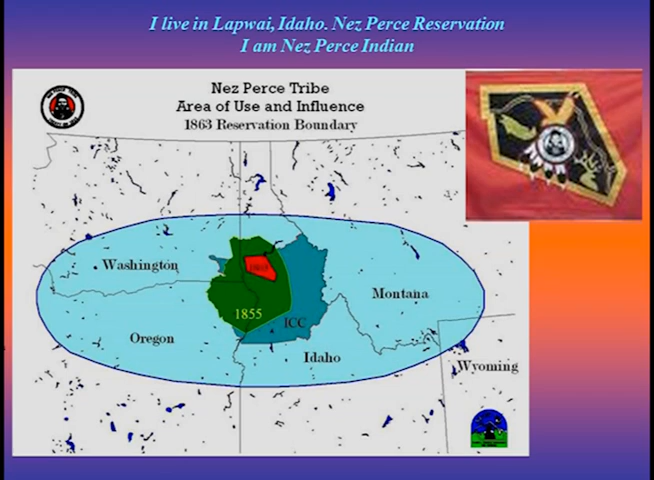 I live in Lapwai, Idaho. Nez Perce Reservation
I am Nez Perce Indian
Nez Perce Tribe
Area of Use and Influence
1863 Reservation Boundary
Washington
Montana
1855
ICC
Oregon
Idaho
Wyoming